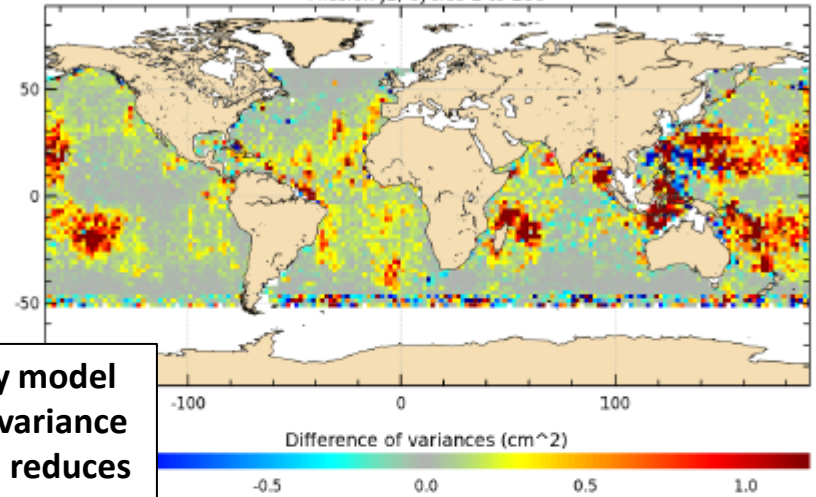 50
0
-50
-100 0 100
Difference of variances (cm^2)
-0.5 0.0 0.5 1.0
y model
variance
reduces